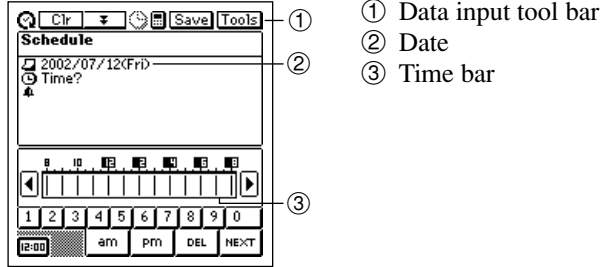 Clr Save Tools ①
Schedule
2002/07/12(Fri) ②
Time?
8 10 12 2 4 6 8
③
1 2 3 4 5 6 7 8 9 0
12:00 am pm DEL NEXT
① Data input tool bar
② Date
③ Time bar